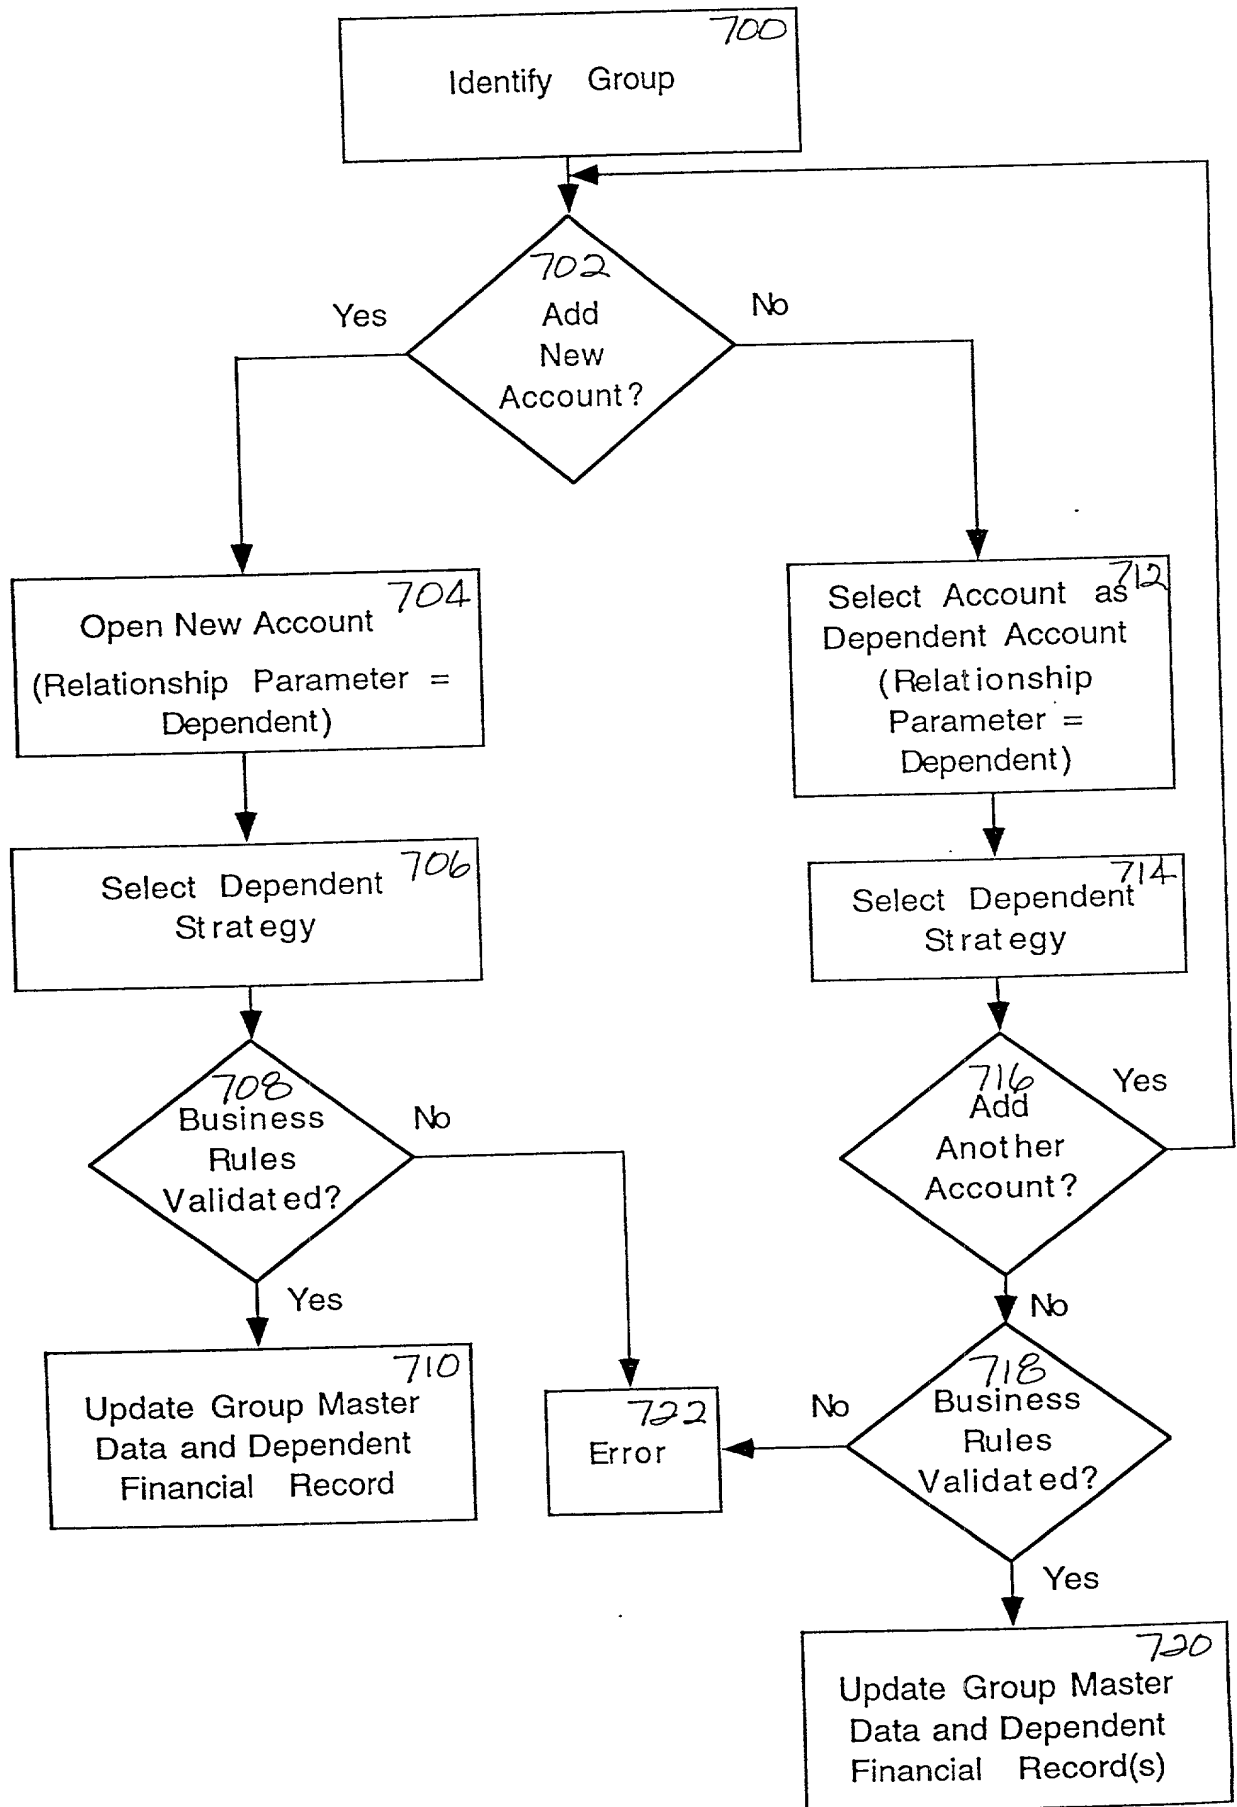 700
Identify Group
702
Add
New
Account?
Yes
No
704
Open New Account
(Relationship Parameter =
Dependent)
712
Select Account as
Dependent Account
(Relationship
Parameter =
Dependent)
706
Select Dependent
Strategy
714
Select Dependent
Strategy
708
Business
Rules
Validated?
No
Yes
716
Add
Another
Account?
Yes
No
710
Update Group Master
Data and Dependent
Financial Record
722
Error
718
Business
Rules
Validated?
No
Yes
720
Update Group Master
Data and Dependent
Financial Record(s)